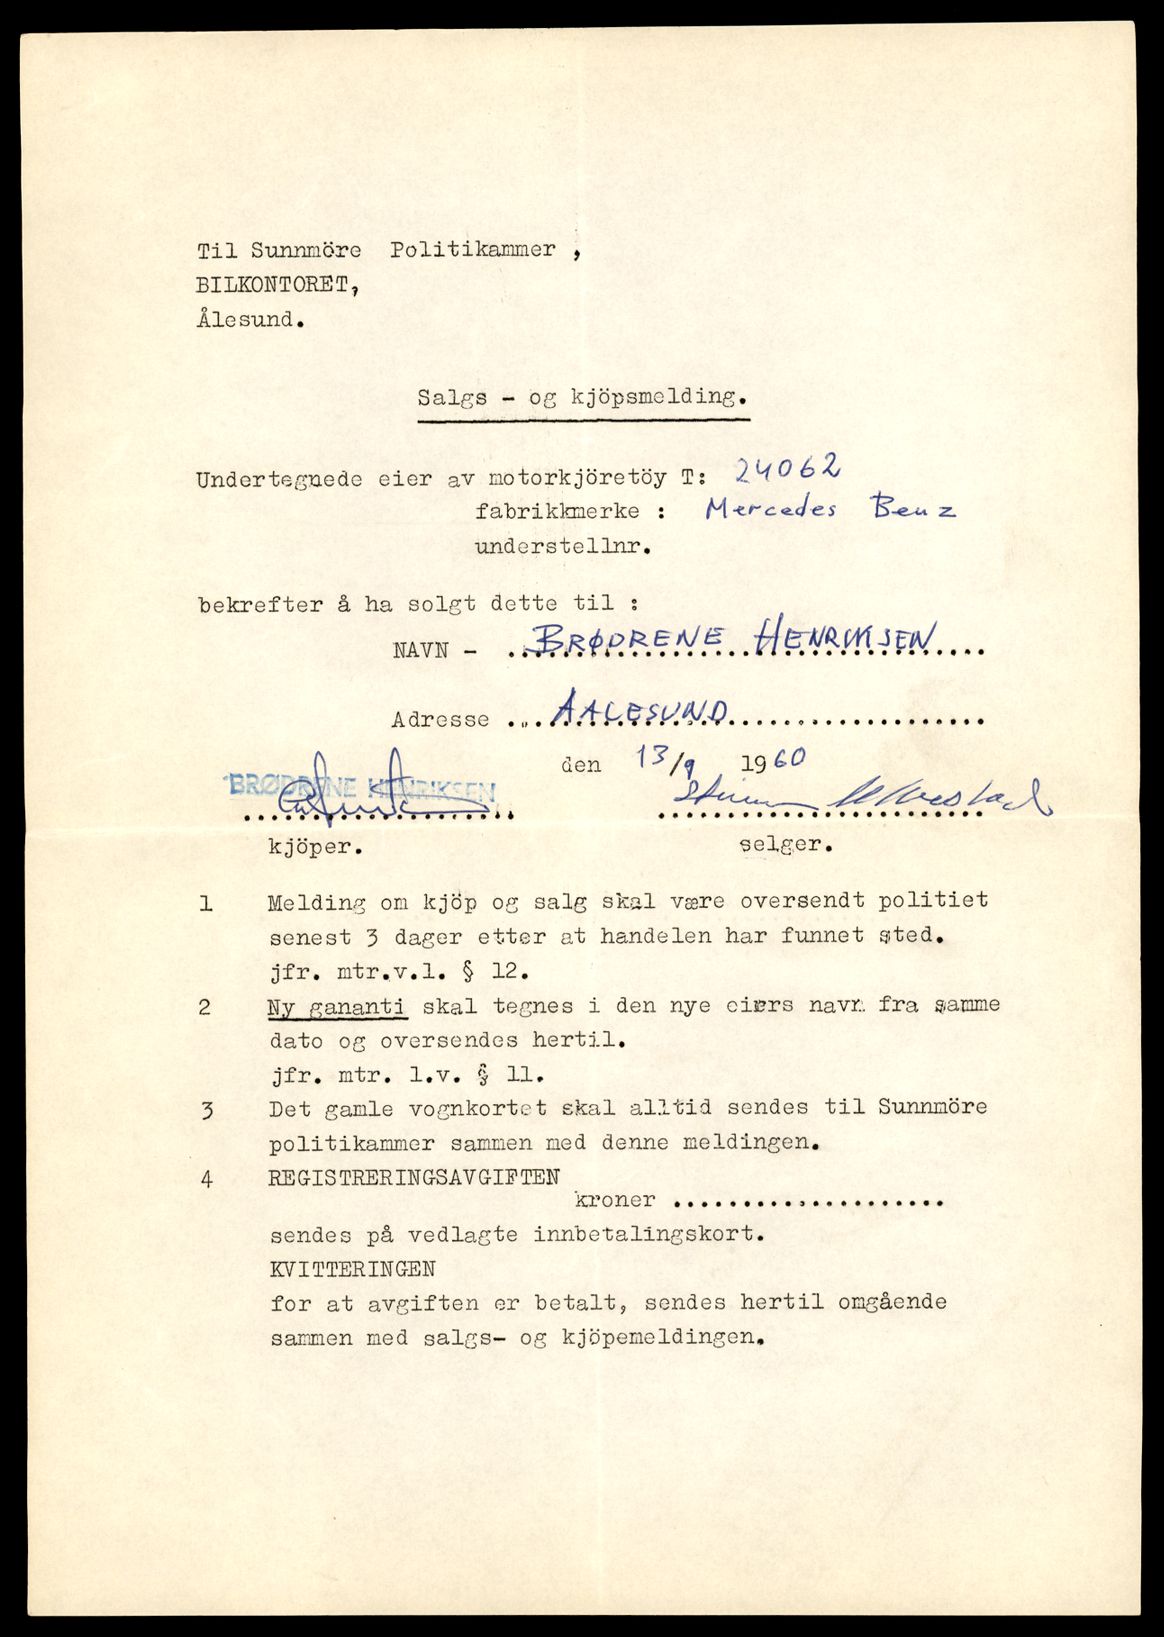 Til Sunnmöre Politikammer ,
BILKONTORET,
Ålesund.
Salgs - og kjöpsmelding.
Undertegnede eier av motorkjöretöy T: 24062
fabrikkmerke : Mercedes Benz
understellnr.
bekrefter å ha solgt dette til :
NAVN - BRØDRENE HENRIKSEN
Adresse AALESUND
den 13/9 1960
BRØDRENE HENRIKSEN
kjöper. selger.
1 Melding om kjöp og salg skal være oversendt politiet
senest 3 dager etter at handelen har funnet sted.
jfr. mtr.v.l. § 12.
2 Ny gananti skal tegnes i den nye eiers navn fra samme
dato og oversendes hertil.
jfr. mtr. l.v. § 11.
3 Det gamle vognkortet skal alltid sendes til Sunnmöre
politikammer sammen med denne meldingen.
4 REGISTRERINGSAVGIFTEN
kroner ....................
sendes på vedlagte innbetalingskort.
KVITTERINGEN
for at avgiften er betalt, sendes hertil omgående
sammen med salgs- og kjöpemeldingen.